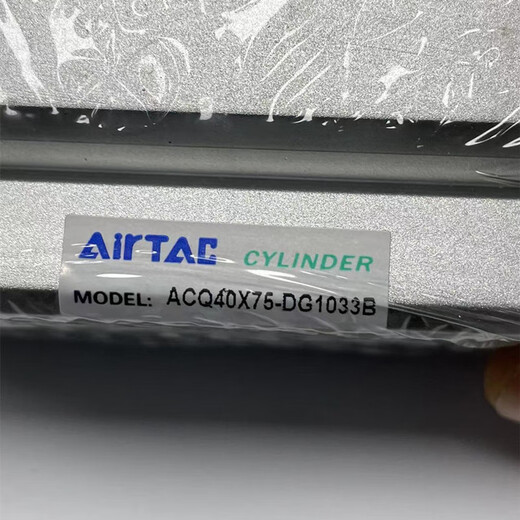 AirTAC CYLINDER
MODEL: ACQ40X75-DG1033B